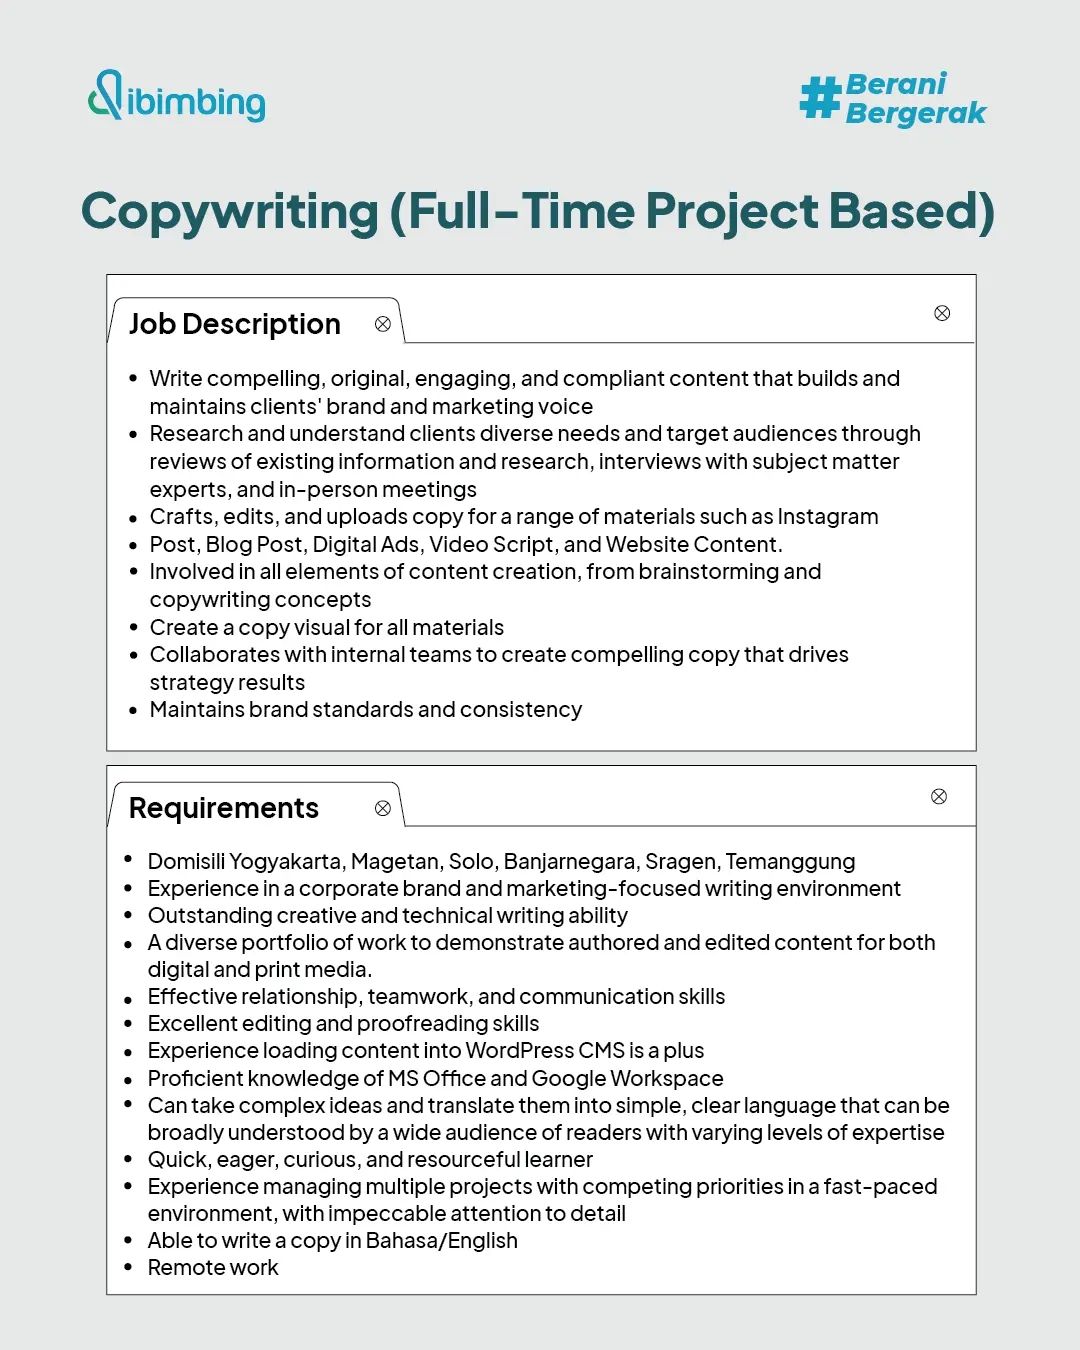 ibimbing
#Berani
Bergerak
Copywriting (Full-Time Project Based)
Job Description
• Write compelling, original, engaging, and compliant content that builds and
maintains clients' brand and marketing voice
• Research and understand clients diverse needs and target audiences through
reviews of existing information and research, interviews with subject matter
experts, and in-person meetings
• Crafts, edits, and uploads copy for a range of materials such as Instagram
• Post, Blog Post, Digital Ads, Video Script, and Website Content.
• Involved in all elements of content creation, from brainstorming and
copywriting concepts
• Create a copy visual for all materials
• Collaborates with internal teams to create compelling copy that drives
strategy results
• Maintains brand standards and consistency
Requirements
• Domisili Yogyakarta, Magetan, Solo, Banjarnegara, Sragen, Temanggung
• Experience in a corporate brand and marketing-focused writing environment
• Outstanding creative and technical writing ability
• A diverse portfolio of work to demonstrate authored and edited content for both
digital and print media.
• Effective relationship, teamwork, and communication skills
• Excellent editing and proofreading skills
• Experience loading content into WordPress CMS is a plus
• Proficient knowledge of MS Office and Google Workspace
• Can take complex ideas and translate them into simple, clear language that can be
broadly understood by a wide audience of readers with varying levels of expertise
• Quick, eager, curious, and resourceful learner
• Experience managing multiple projects with competing priorities in a fast-paced
environment, with impeccable attention to detail
• Able to write a copy in Bahasa/English
• Remote work